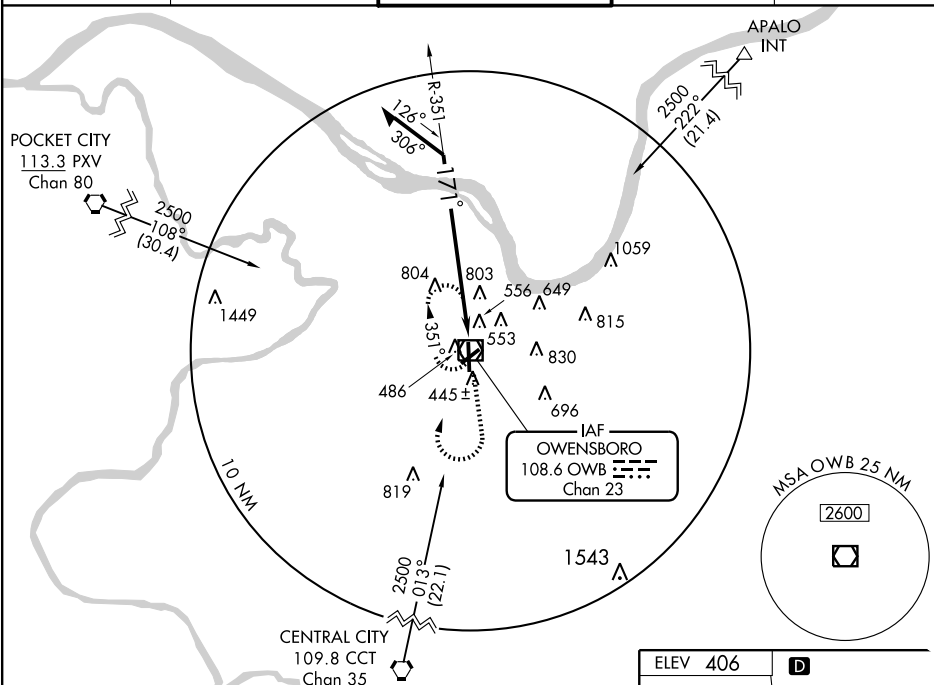 APALO
INT
2500
222°
(21.4)
R-351
126°
306°
171°
POCKET CITY
113.3 PXV
Chan 80
2500
108°
(30.4)
1059
804
803
556
649
1449
815
553
351°
830
486
445±
696
IAF
OWENSBORO
108.6 OWB
Chan 23
819
10 NM
MSA OWB 25 NM
2600
1543
2500
013°
(22.1)
CENTRAL CITY
109.8 CCT
Chan 35
ELEV 406
D